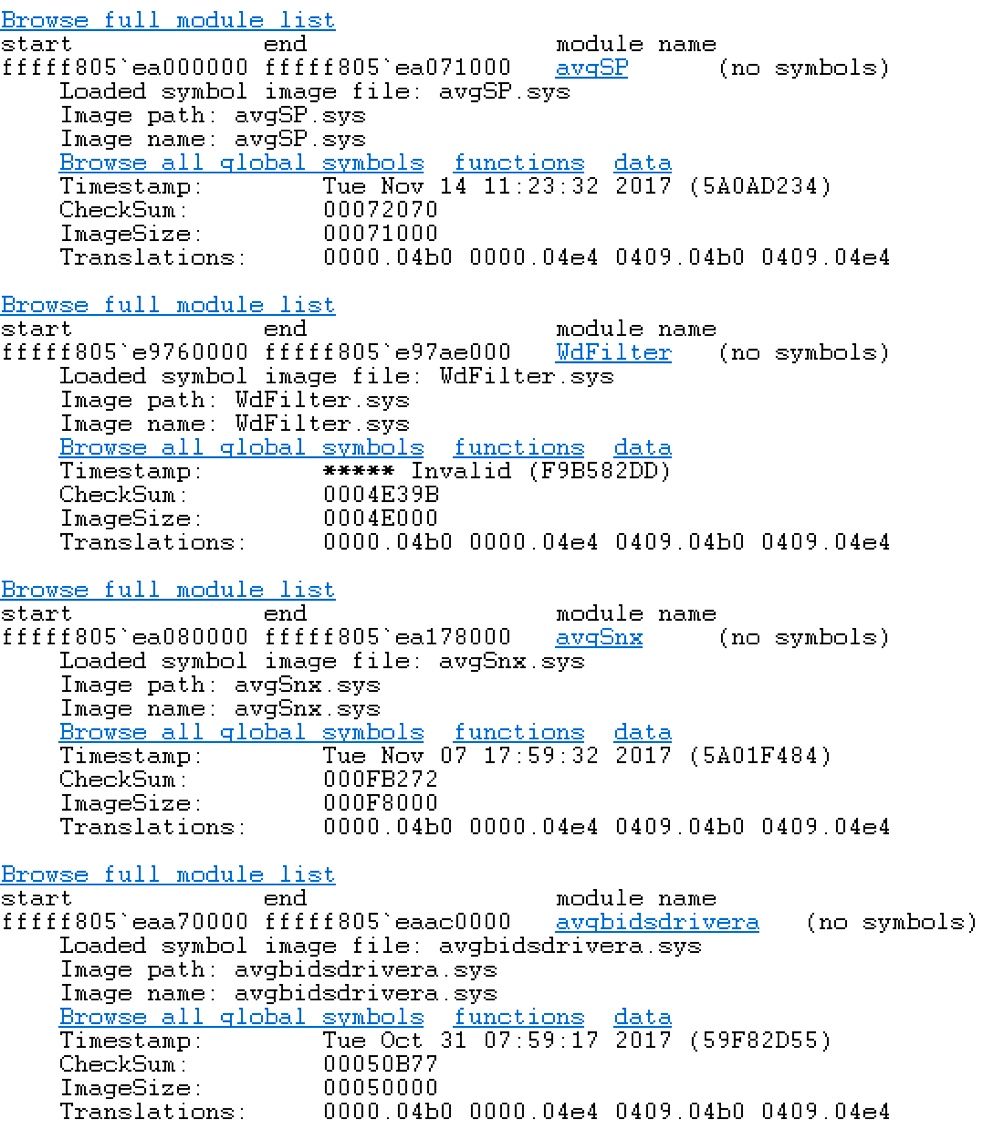 Browse full module list
start             end                 module name
fffff805`ea000000 fffff805`ea071000   avgSP      (no symbols)
    Loaded symbol image file: avgSP.sys
    Image path: avgSP.sys
    Image name: avgSP.sys
    Browse all global symbols  functions  data
    Timestamp:        Tue Nov 14 11:23:32 2017 (5A0AD234)
    CheckSum:         00072070
    ImageSize:        00071000
    Translations:     0000.04b0 0000.04e4 0409.04b0 0409.04e4

Browse full module list
start             end                 module name
fffff805`e9760000 fffff805`e97ae000   WdFilter   (no symbols)
    Loaded symbol image file: WdFilter.sys
    Image path: WdFilter.sys
    Image name: WdFilter.sys
    Browse all global symbols  functions  data
    Timestamp:        ***** Invalid (F9B582DD)
    CheckSum:         0004E39B
    ImageSize:        0004E000
    Translations:     0000.04b0 0000.04e4 0409.04b0 0409.04e4

Browse full module list
start             end                 module name
fffff805`ea080000 fffff805`ea178000   avgSnx     (no symbols)
    Loaded symbol image file: avgSnx.sys
    Image path: avgSnx.sys
    Image name: avgSnx.sys
    Browse all global symbols  functions  data
    Timestamp:        Tue Nov 07 17:59:32 2017 (5A01F484)
    CheckSum:         000FB272
    ImageSize:        000F8000
    Translations:     0000.04b0 0000.04e4 0409.04b0 0409.04e4

Browse full module list
start             end                 module name
fffff805`eaa70000 fffff805`eaac0000   avgbidsdrivera   (no symbols)
    Loaded symbol image file: avgbidsdrivera.sys
    Image path: avgbidsdrivera.sys
    Image name: avgbidsdrivera.sys
    Browse all global symbols  functions  data
    Timestamp:        Tue Oct 31 07:59:17 2017 (59F82D55)
    CheckSum:         00050B77
    ImageSize:        00050000
    Translations:     0000.04b0 0000.04e4 0409.04b0 0409.04e4